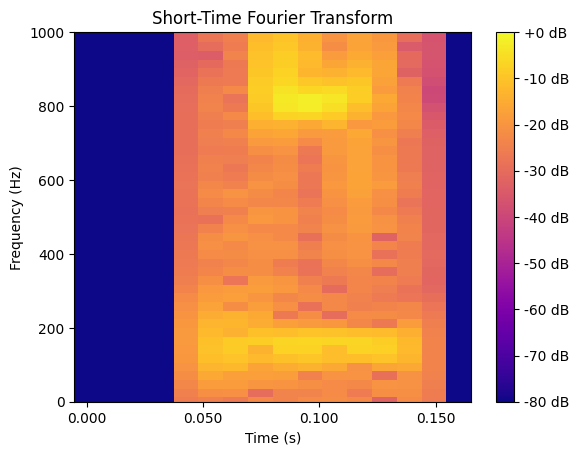 Short-Time Fourier Transform
1000
800
600
400
200
0
Frequency (Hz)
0.000
0.050
0.100
0.150
Time (s)
+0 dB
-10 dB
-20 dB
-30 dB
-40 dB
-50 dB
-60 dB
-70 dB
-80 dB